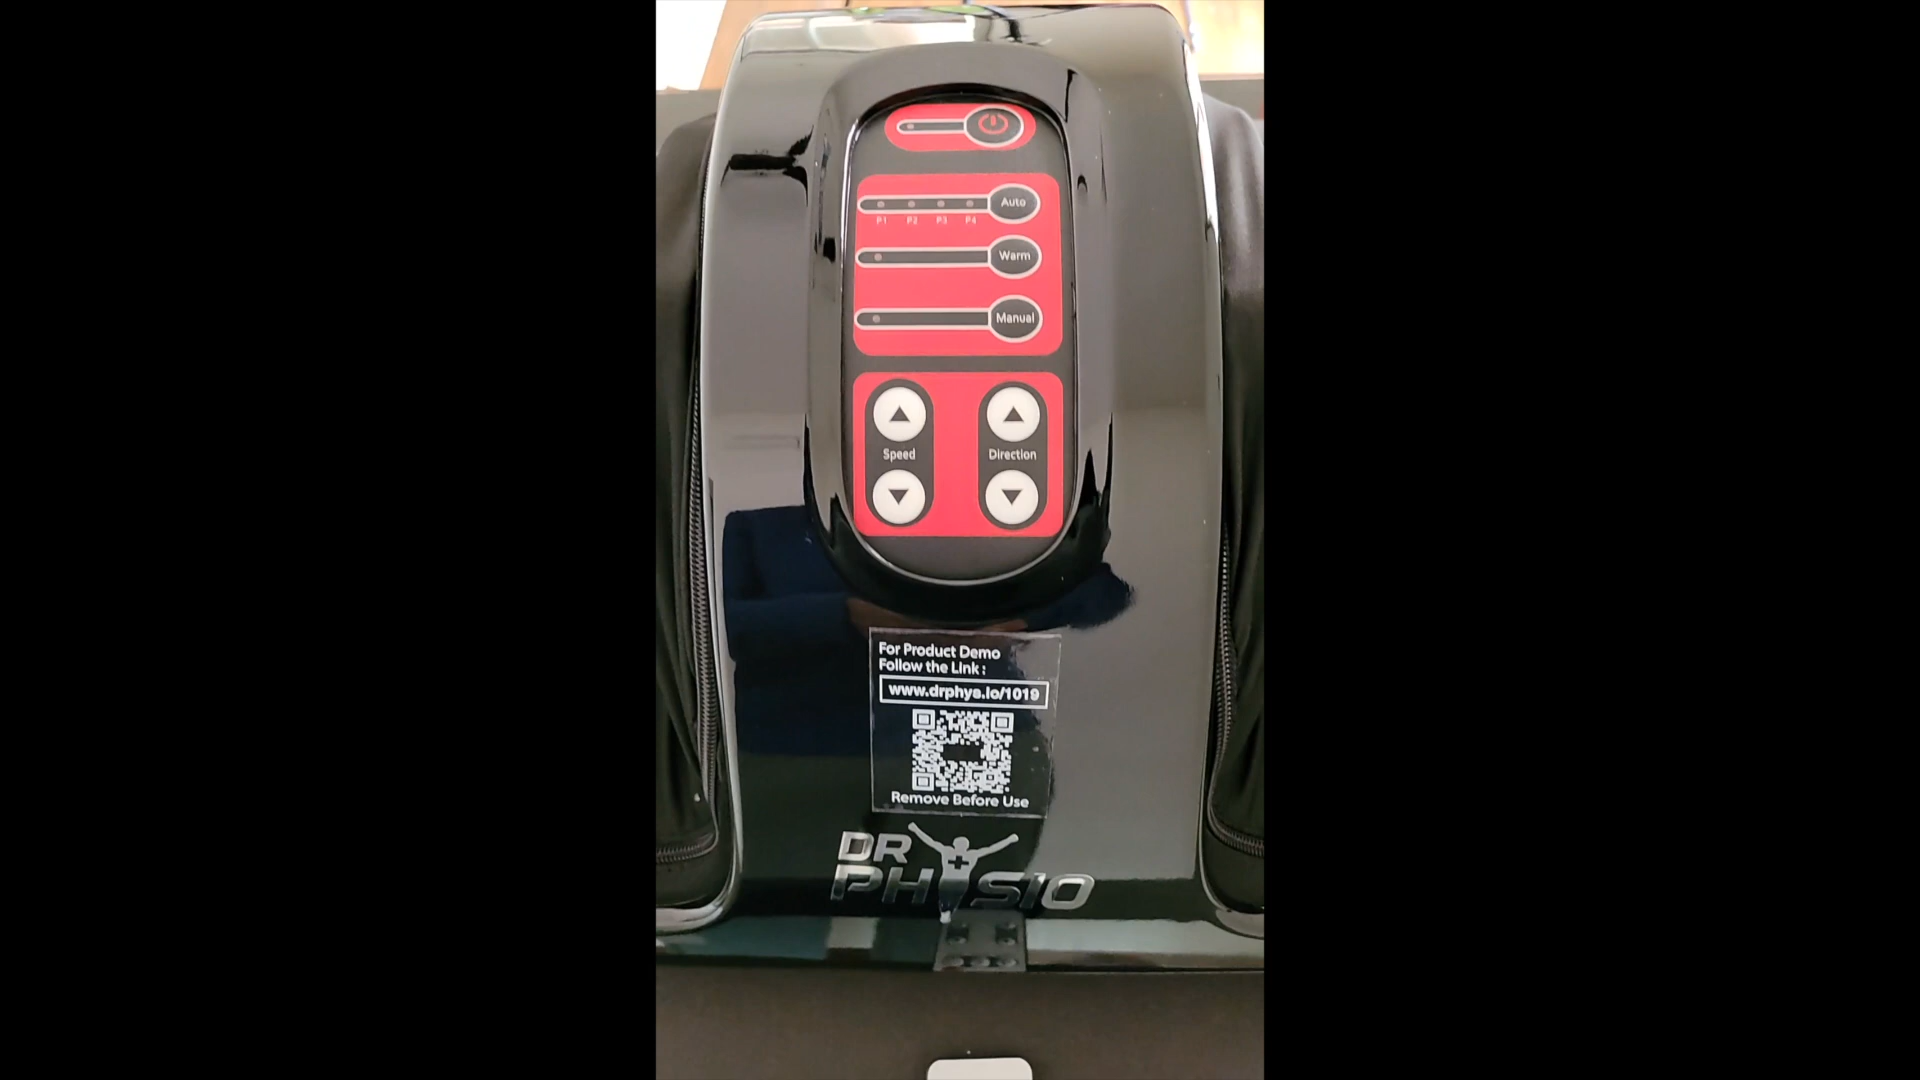 Auto
P1 P2 P3 P4
Warm
Manual
Speed Direction
For Product Demo
Follow the Link :
www.drphys.io/1019
Remove Before Use
DR
PHYSIO